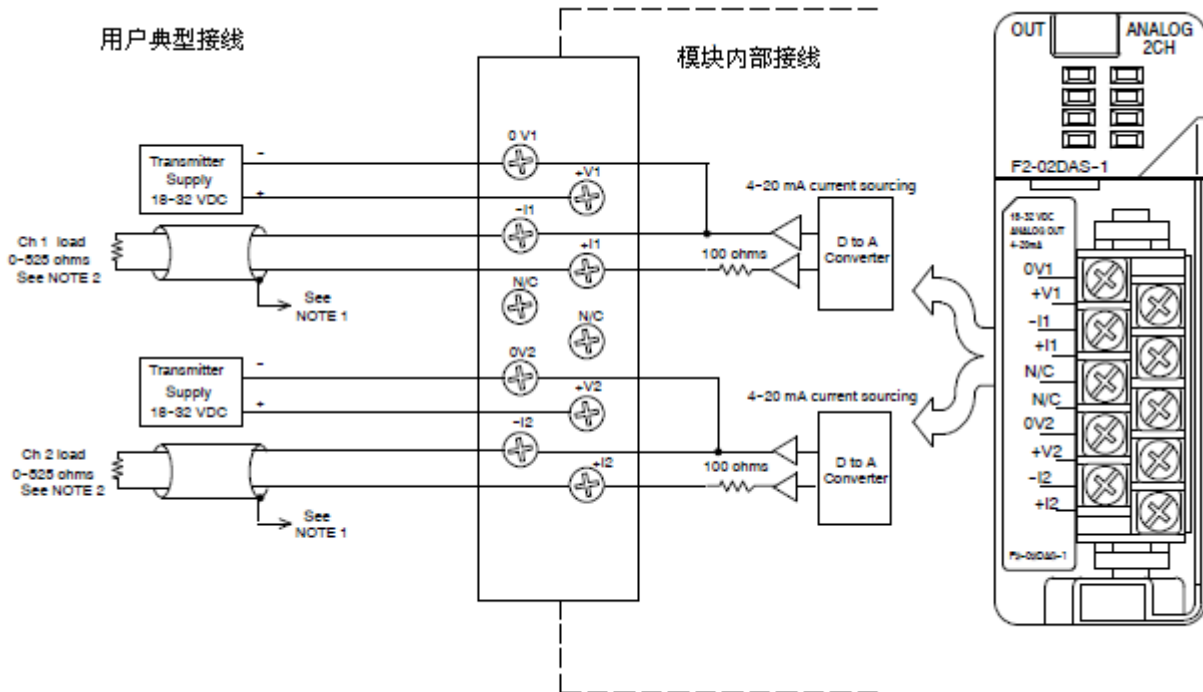 用户典型接线
模块内部接线
Transmitter
Supply
18-32 VDC
-
+
Ch 1 load
0-525 ohms
See NOTE 2
See
NOTE 1
0 V1
+V1
-I1
+I1
N/C
N/C
0V2
+V2
-I2
+I2
4-20 mA current sourcing
100 ohms
D to A
Converter
Transmitter
Supply
18-32 VDC
-
+
Ch 2 load
0-525 ohms
See NOTE 2
See
NOTE 1
4-20 mA current sourcing
100 ohms
D to A
Converter
OUT
ANALOG
2CH
F2-02DAS-1
18-32 VDC
ANALOG OUT
4-20mA
0V1
+V1
-I1
+I1
N/C
N/C
0V2
+V2
-I2
+I2
F2-02DAS-1